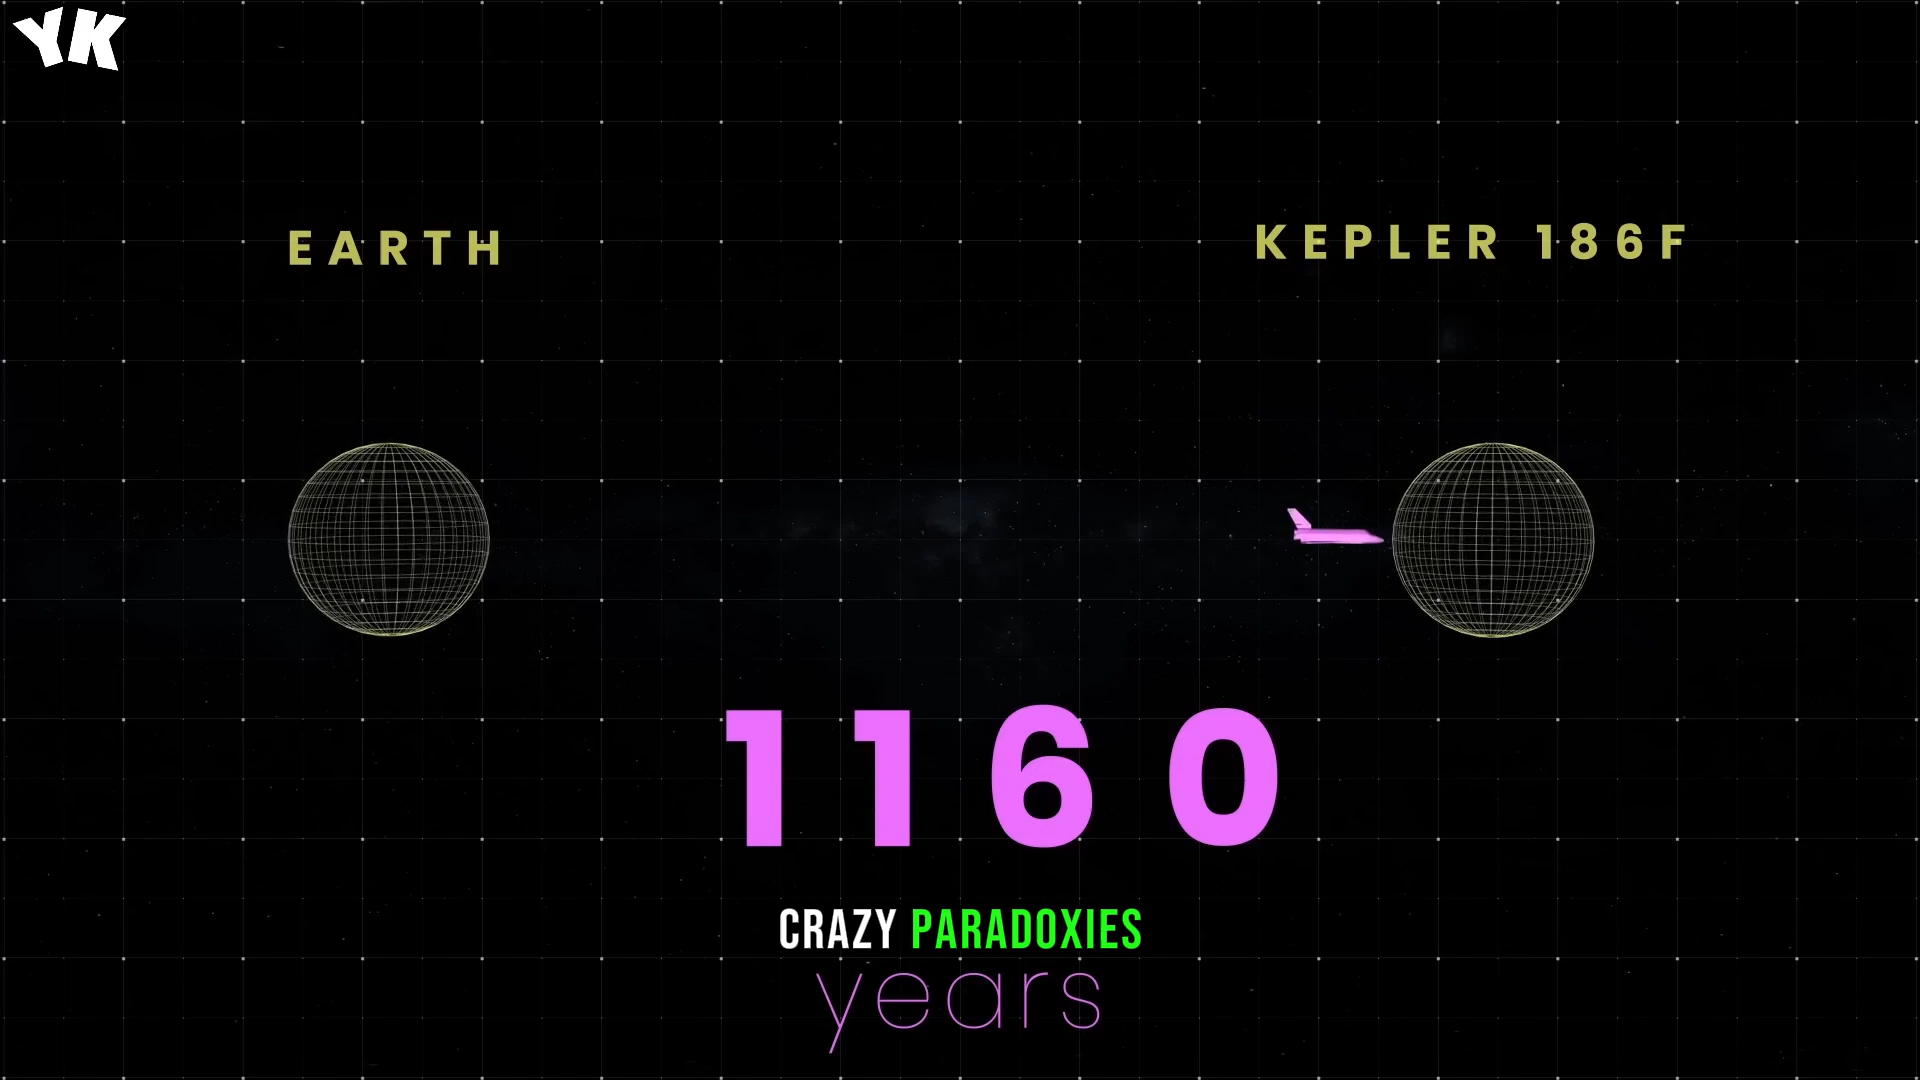 YK
EARTH
KEPLER 186F
1160
CRAZY PARADOXIES
years